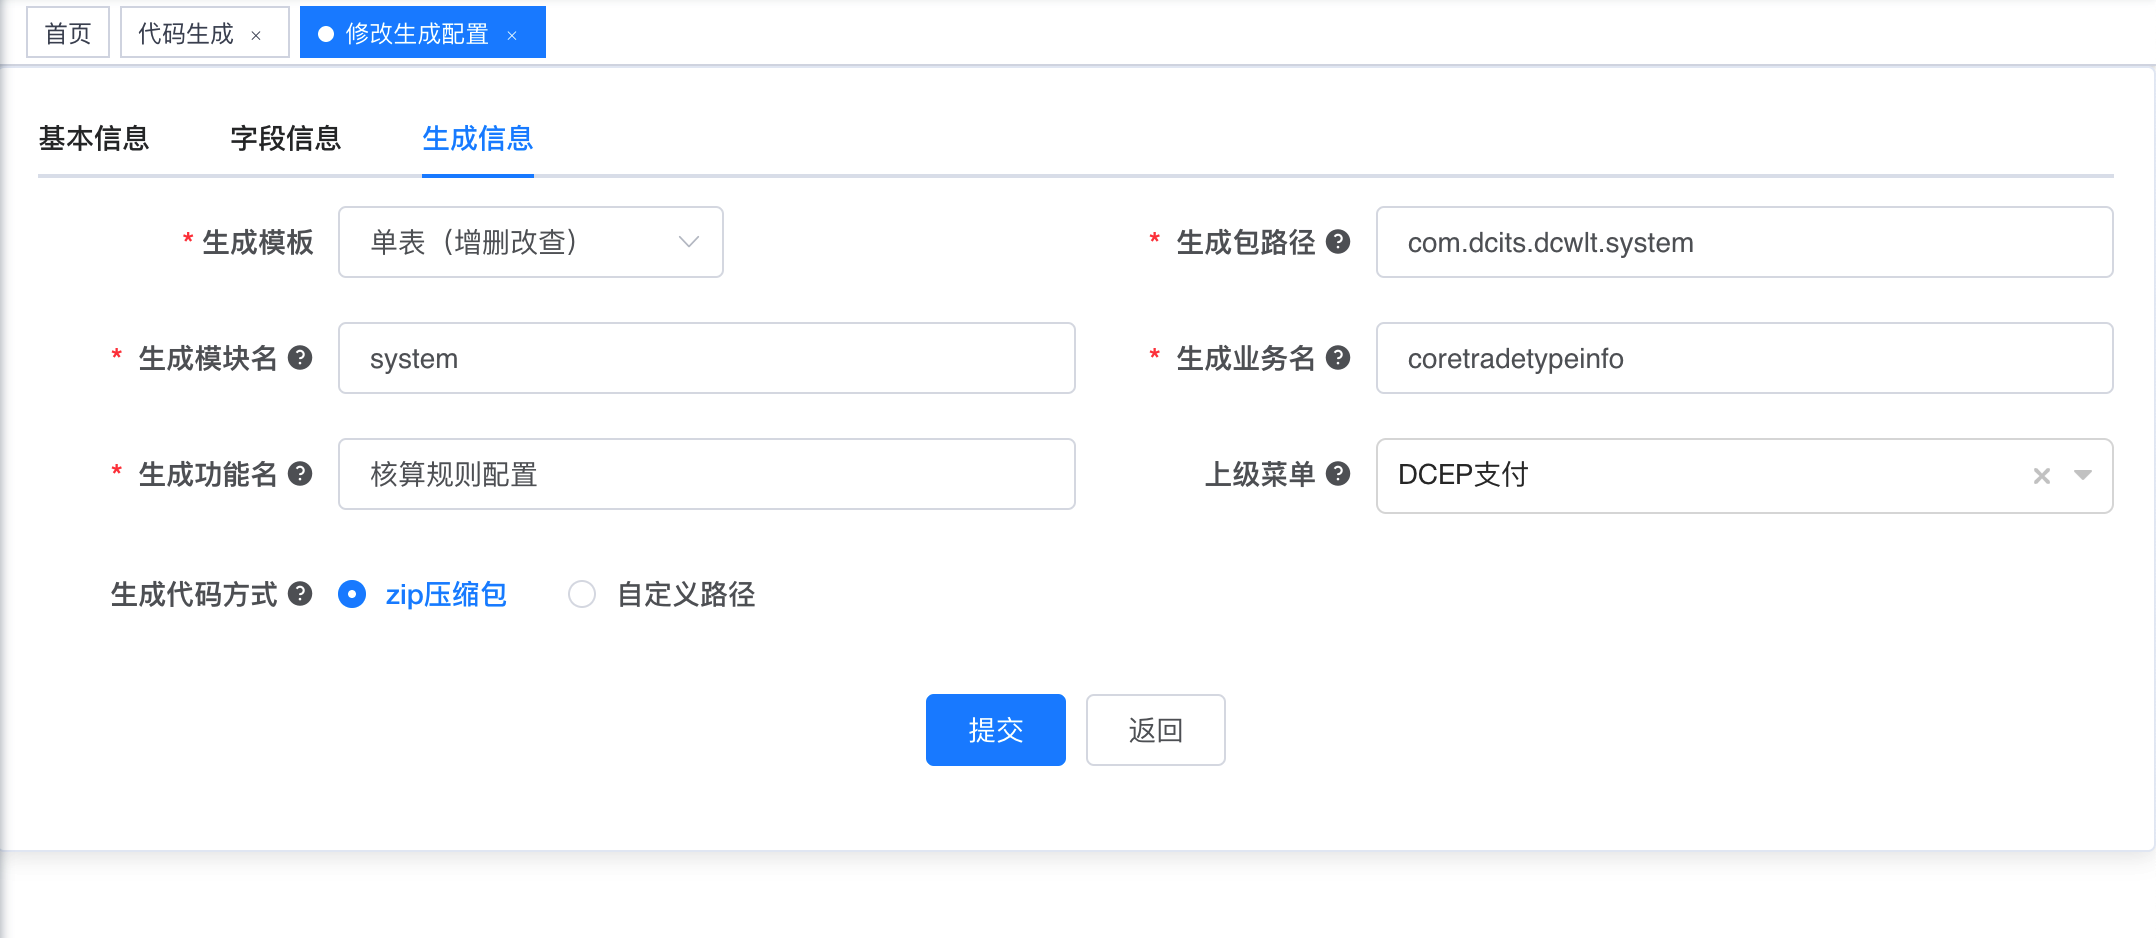 首页 代码生成 × 修改生成配置 ×
基本信息 字段信息 生成信息
* 生成模板 单表（增删改查） * 生成包路径 ? com.dcits.dcwlt.system
* 生成模块名 ? system * 生成业务名 ? coretradetypeinfo
* 生成功能名 ? 核算规则配置 上级菜单 ? DCEP支付 ×
生成代码方式 ? zip压缩包 自定义路径
提交 返回